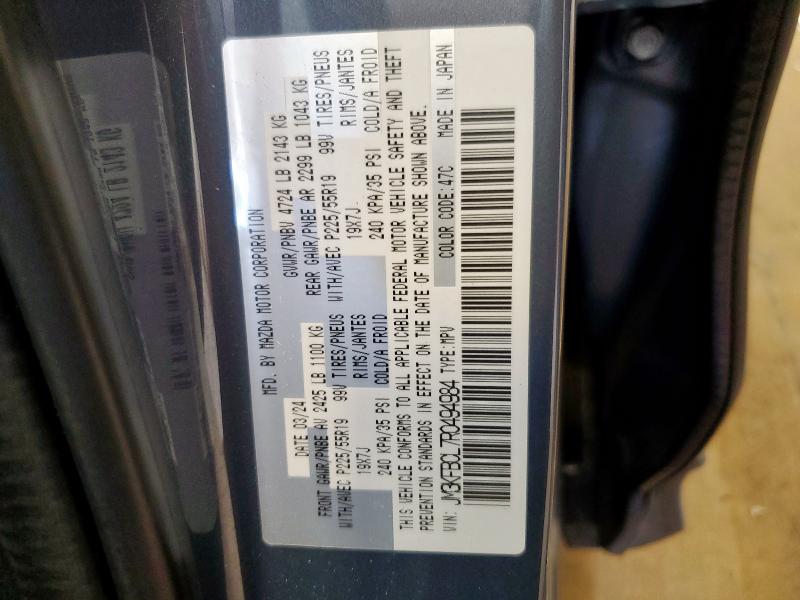 MFD. BY MAZDA MOTOR CORPORATION
DATE 03/24 GVWR/PNBV 4724 LB 2143 KG
FRONT GAWR/PNBE AV 2425 LB 1100 KG REAR GAWR/PNBE AR 2299 LB 1043 KG
WITH/AVEC P225/55R19 99V TIRES/PNEUS WITH/AVEC P225/55R19 99V TIRES/PNEUS
19X7J RIMS/JANTES 19X7J RIMS/JANTES
240 KPA/35 PSI COLD/A FROID 240 KPA/35 PSI COLD/A FROID
THIS VEHICLE CONFORMS TO ALL APPLICABLE FEDERAL MOTOR VEHICLE SAFETY AND THEFT
PREVENTION STANDARDS IN EFFECT ON THE DATE OF MANUFACTURE SHOWN ABOVE.
VIN: JM3KFBCL7R0494984 TYPE:MPV COLOR CODE:47C MADE IN JAPAN